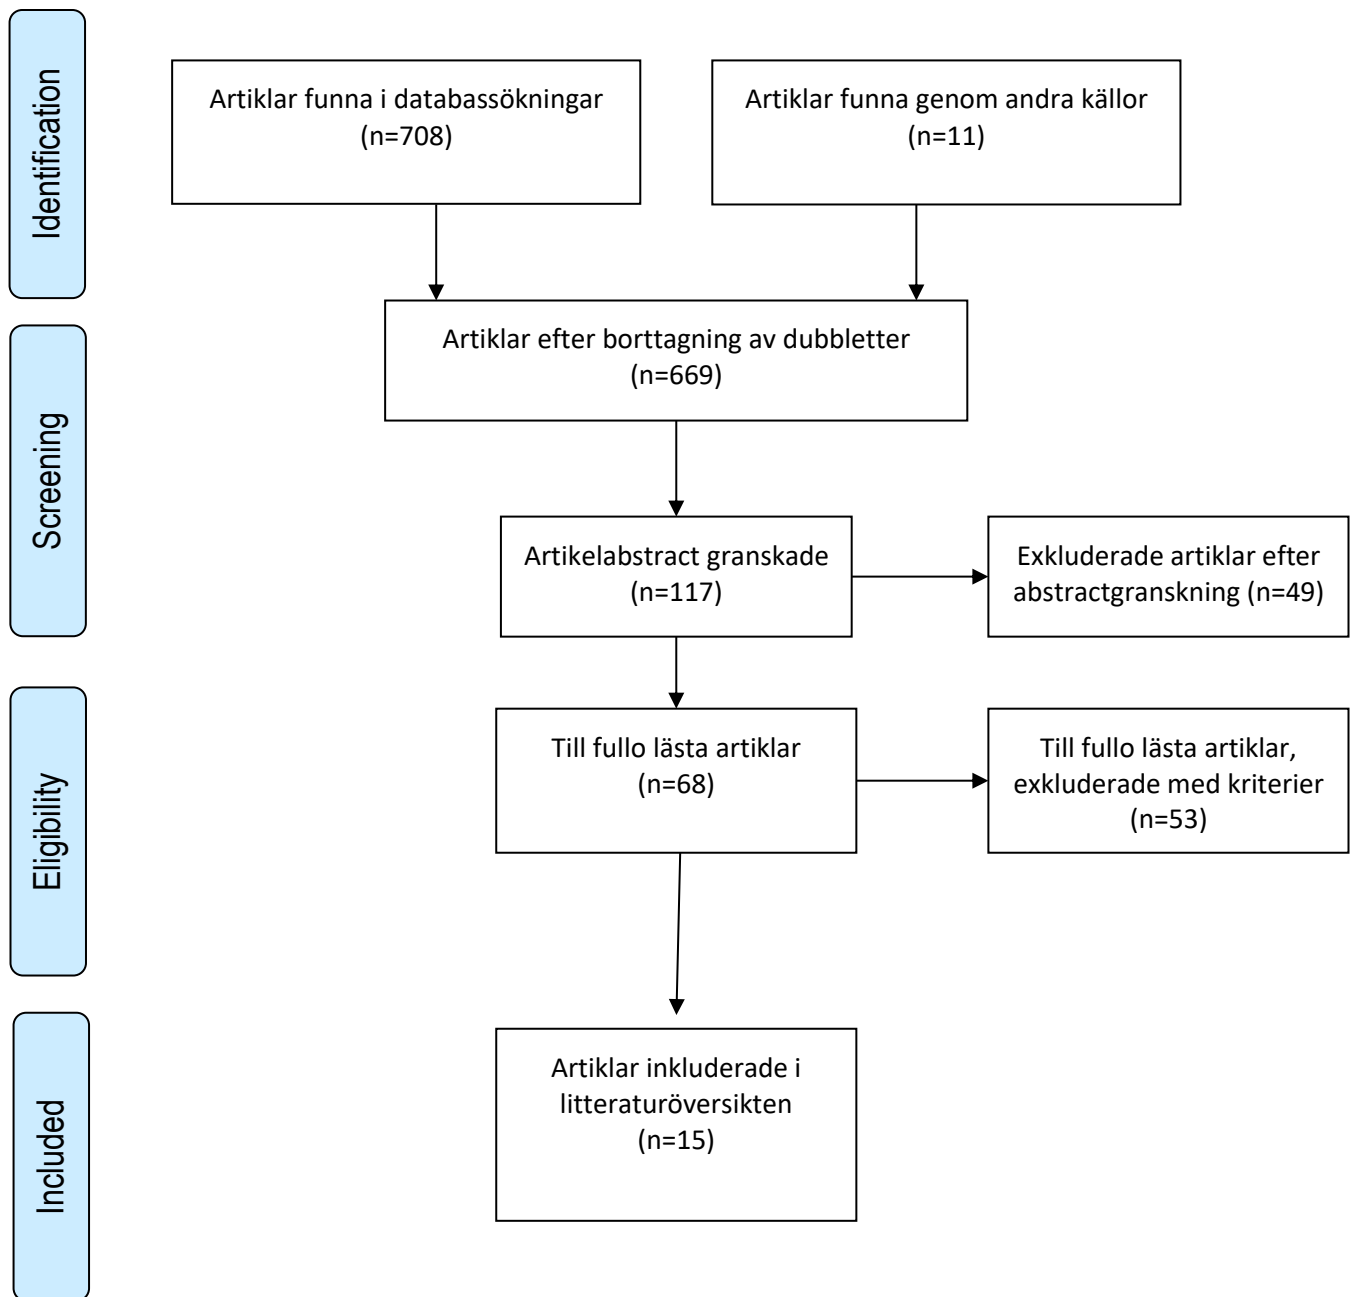 Identification
Artiklar funna i databassökningar
(n=708)
Artiklar funna genom andra källor
(n=11)
Artiklar efter borttagning av dubbletter
(n=669)
Screening
Artikelabstract granskade
(n=117)
Exkluderade artiklar efter
abstractgranskning (n=49)
Eligibility
Till fullo lästa artiklar
(n=68)
Till fullo lästa artiklar,
exkluderade med kriterier
(n=53)
Included
Artiklar inkluderade i
litteraturöversikten
(n=15)